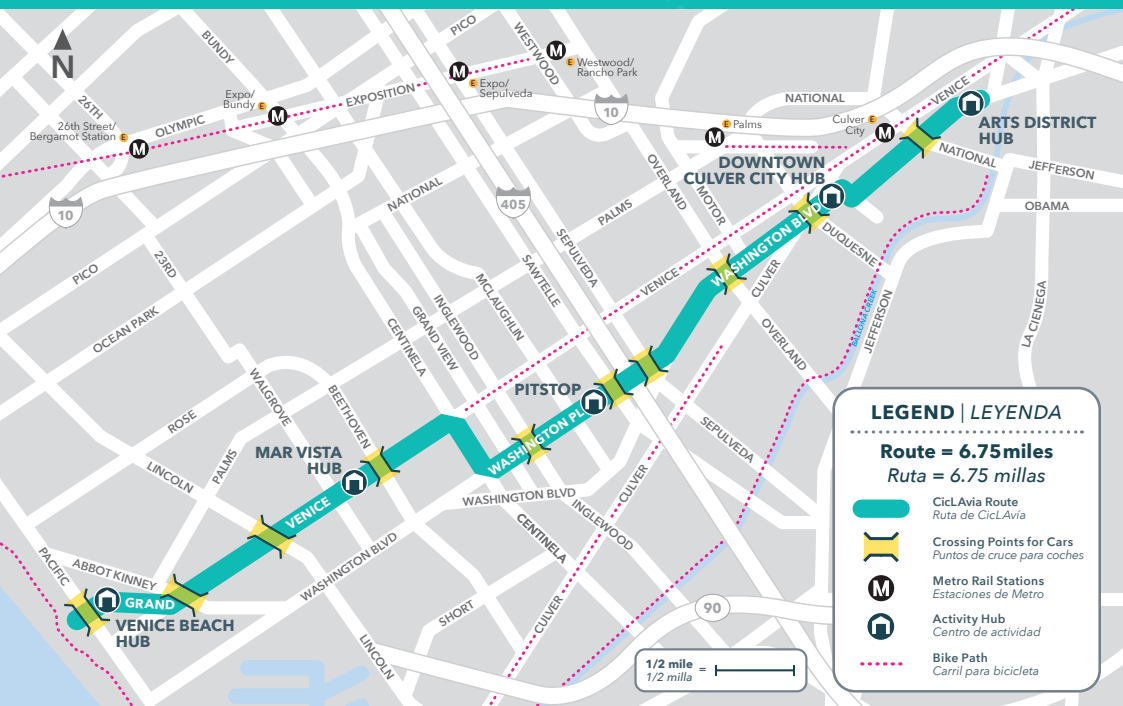 PICO
WESTWOOD
BUNDY
N
Westwood/
Rancho Park
Expo/
Sepulveda
EXPOSITION
Expo/
Bundy
26TH
OLYMPIC
26th Street/
Bergamot Station
10
NATIONAL
VENICE
Palms
Culver
City
ARTS DISTRICT
HUB
NATIONAL
JEFFERSON
OBAMA
DOWNTOWN
CULVER CITY HUB
OVERLAND
MOTOR
NATIONAL
405
10
PALMS
SEPULVEDA
SAWTELLE
WASHINGTON BLVD
DUQUESNE
CULVER
VENICE
23RD
PICO
OCEAN PARK
MCLAUGHLIN
INGLEWOOD
GRAND VIEW
CENTINELA
BALLONA CREEK
JEFFERSON
LA CIENEGA
OVERLAND
WALGROVE
BEETHOVEN
ROSE
PITSTOP
WASHINGTON PL
SEPULVEDA
MAR VISTA
HUB
PALMS
LINCOLN
VENICE
WASHINGTON BLVD
CULVER
INGLEWOOD
CENTINELA
WASHINGTON BLVD
PACIFIC
ABBOT KINNEY
GRAND
VENICE BEACH
HUB
SHORT
CULVER
LINCOLN
90
1/2 mile
1/2 milla
=
LEGEND | LEYENDA
Route = 6.75 miles
Ruta = 6.75 millas
CicLAvia Route
Ruta de CicLAvía
Crossing Points for Cars
Puntos de cruce para coches
M
Metro Rail Stations
Estaciones de Metro
Activity Hub
Centro de actividad
Bike Path
Carril para bicicleta